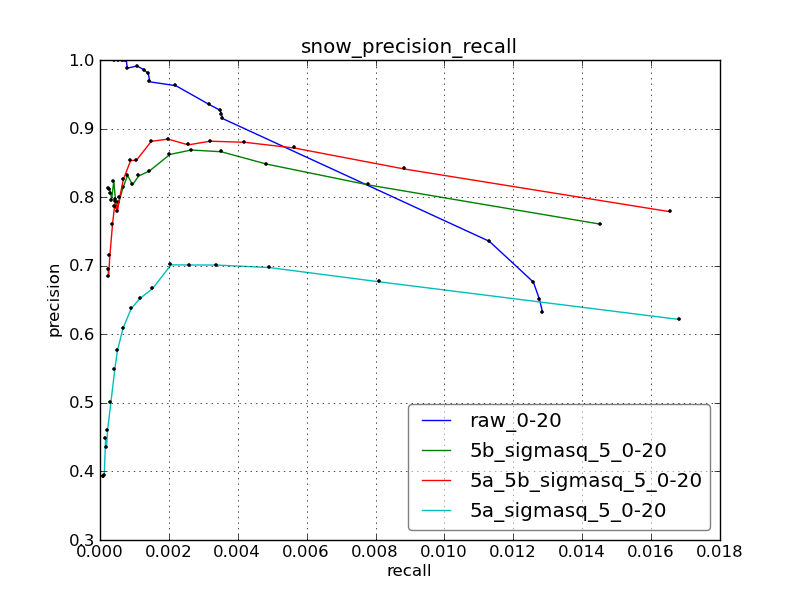 snow_precision_recall
1.0
0.9
0.8
0.7
0.6
0.5
0.4
0.3
precision
raw_0-20
5b_sigmasq_5_0-20
5a_5b_sigmasq_5_0-20
5a_sigmasq_5_0-20
0.000 0.002 0.004 0.006 0.008 0.010 0.012 0.014 0.016 0.018
recall